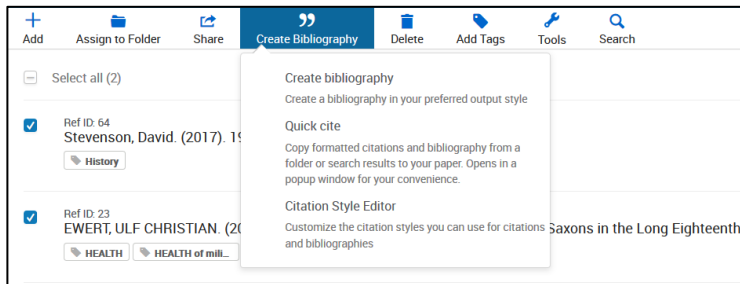 Add Assign to Folder Share Create Bibliography Delete Add Tags Tools Search
Select all (2)
Create bibliography
Create a bibliography in your preferred output style
Quick cite
Copy formatted citations and bibliography from a
folder or search results to your paper. Opens in a
popup window for your convenience.
Citation Style Editor
Customize the citation styles you can use for citations
and bibliographies
Ref ID: 64
Stevenson, David. (2017). 19
History
Ref ID: 23
EWERT, ULF CHRISTIAN. (20 Saxons in the Long Eighteenth
HEALTH HEALTH of mili...